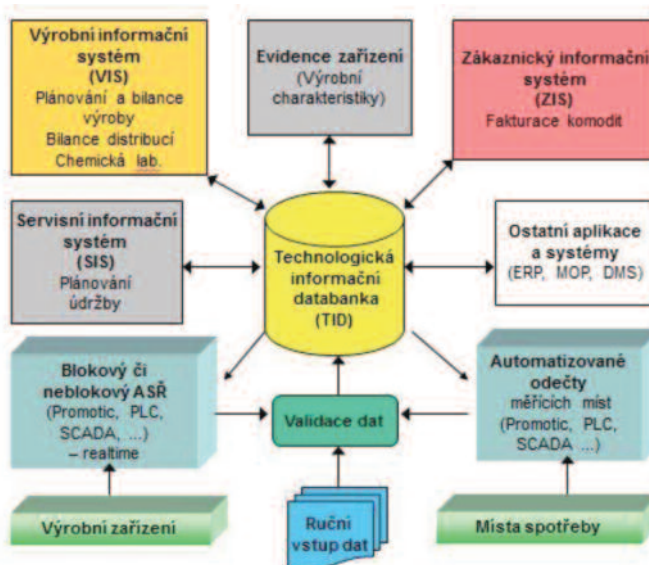 Výrobní informační
systém
(VIS)
Plánování a bilance
výroby
Bilance distribucí
Chemická lab.
Evidence zařízení
(Výrobní
charakteristiky)
Zákaznický informační
systém
(ZIS)
Fakturace komodit
Servisní informační
systém
(SIS)
Plánování
údržby
Technologická
informační
databanka
(TID)
Ostatní aplikace
a systémy
(ERP, MOP, DMS)
Blokový či
neblokový ASŘ
(Promotic, PLC,
SCADA, ...)
– realtime
Validace dat
Automatizované
odečty
měřících míst
(Promotic, PLC,
SCADA ...)
Výrobní zařízení
Ruční
vstup dat
Místa spotřeby